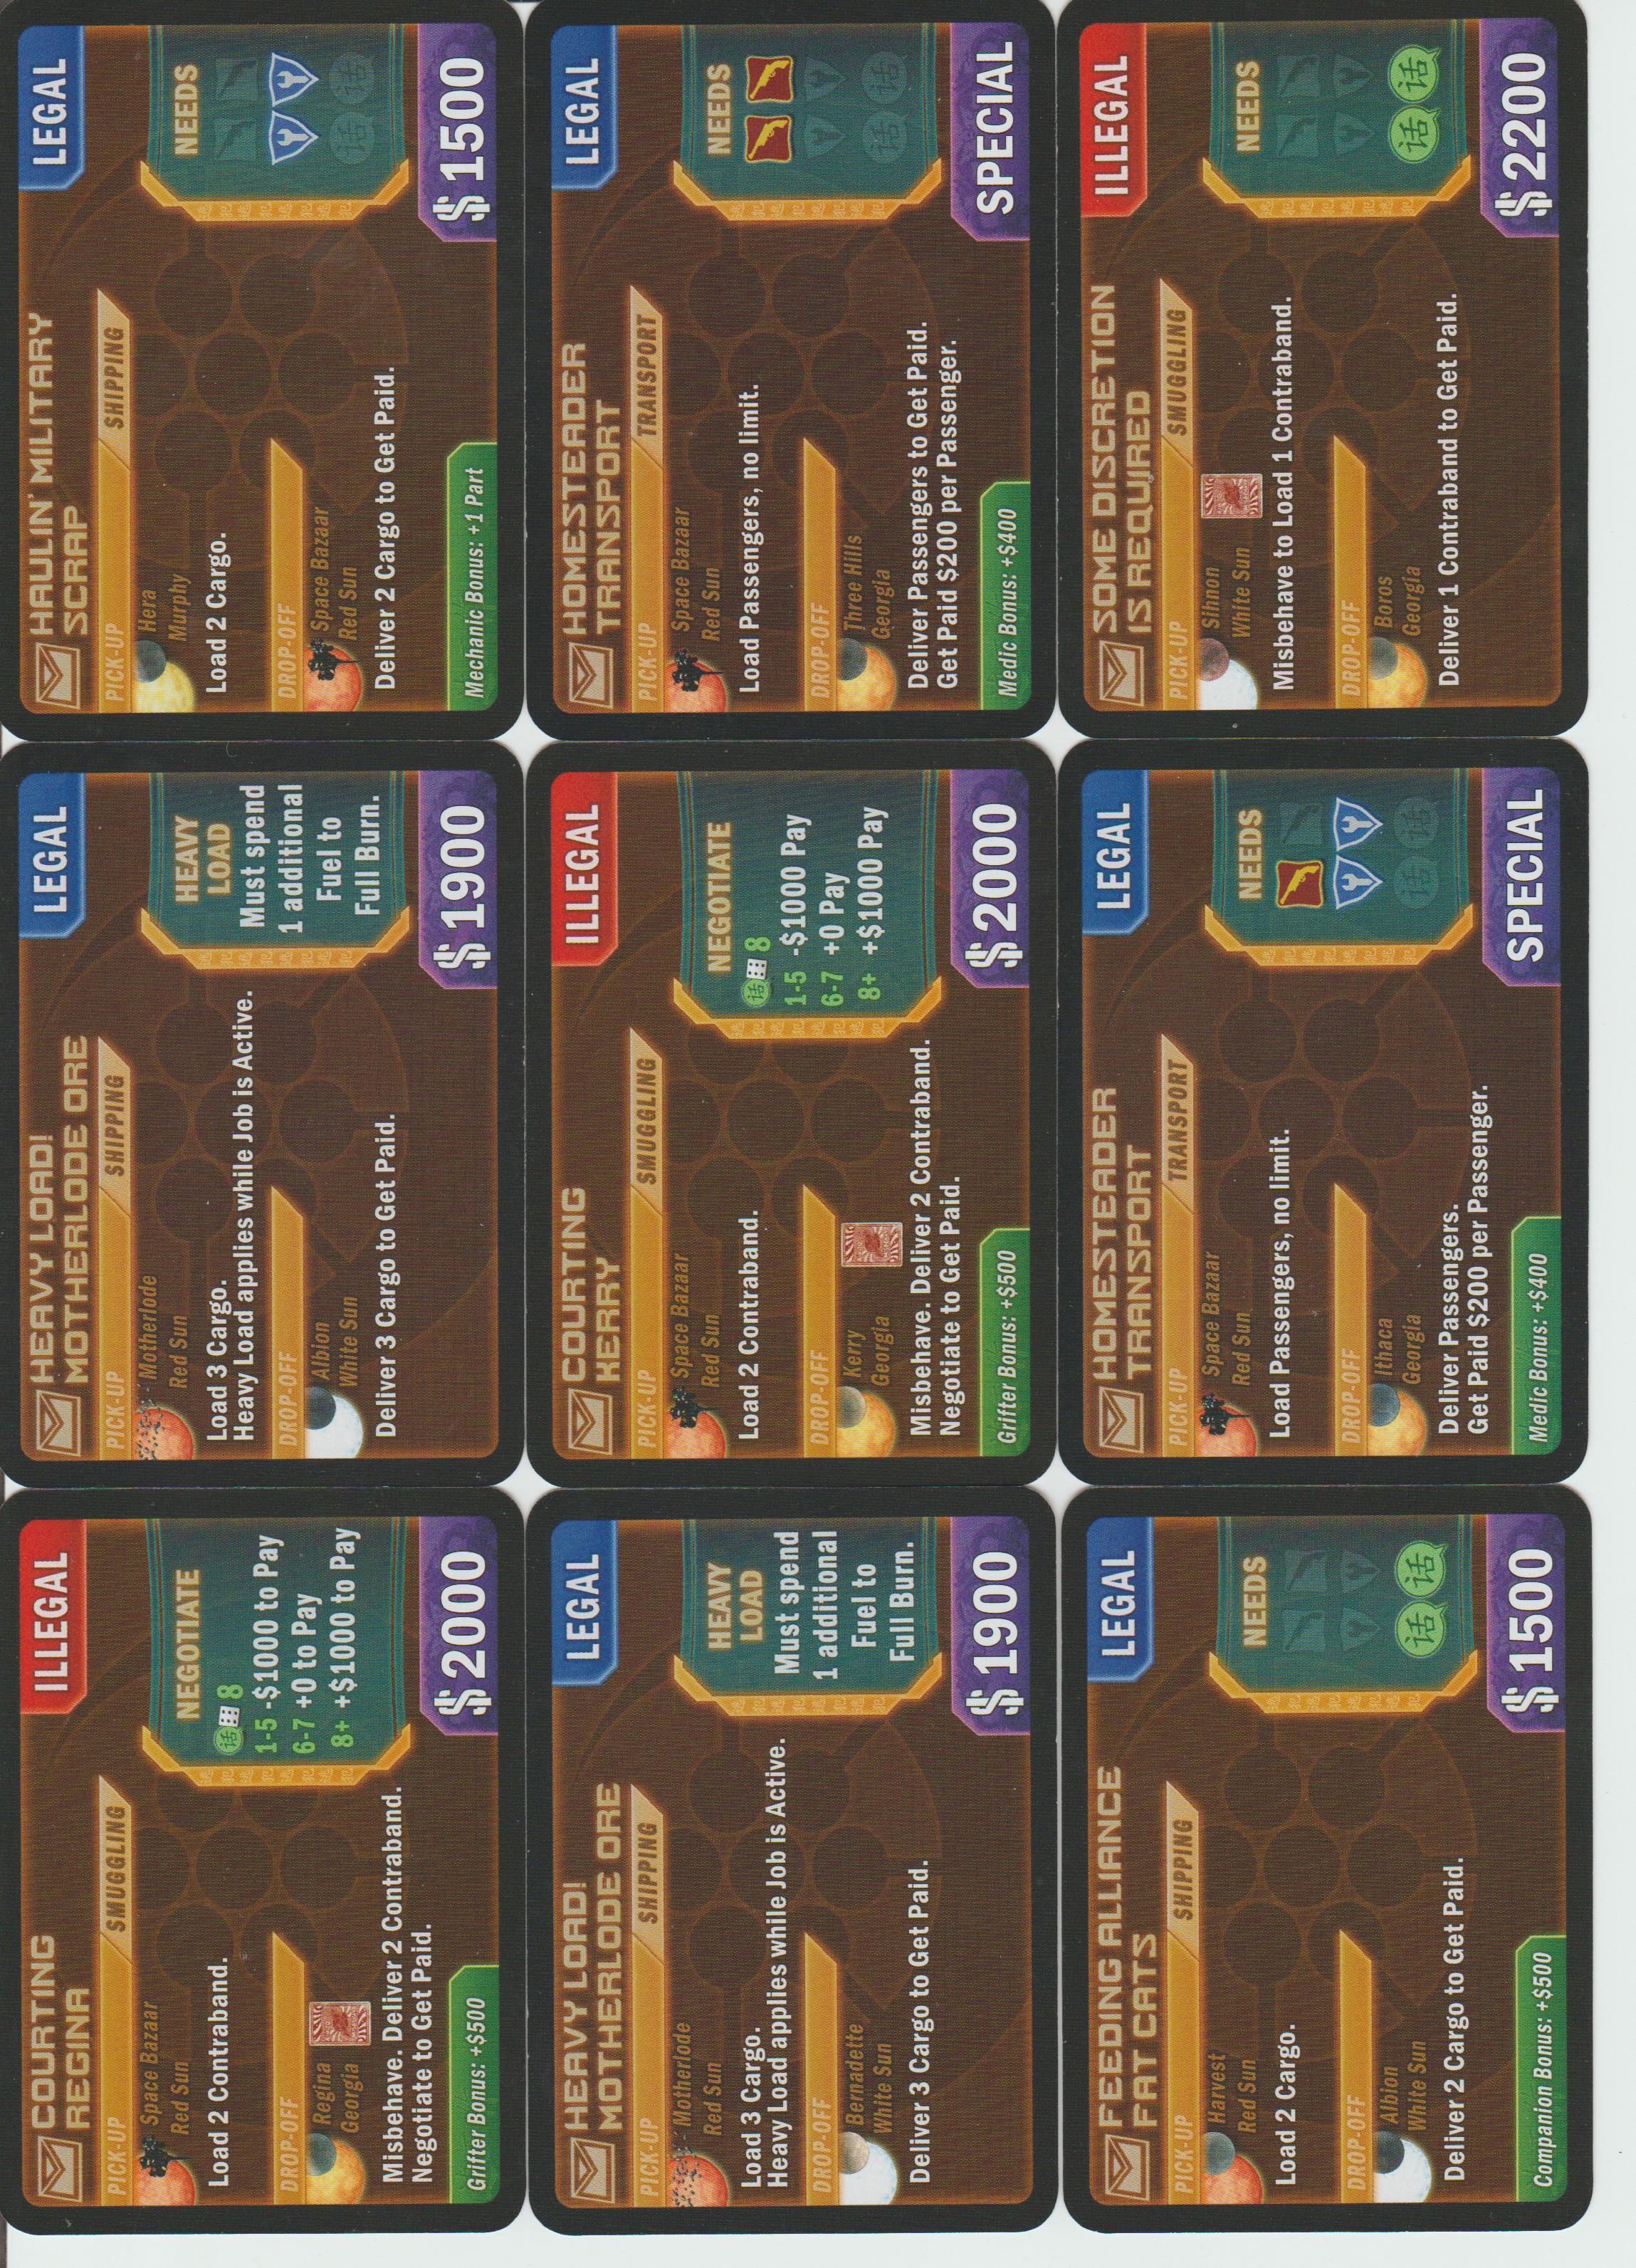 COURTING
REGINA
ILLEGAL
PICK-UP
SMUGGLING
Space Bazaar
Red Sun
Load 2 Contraband.
DROP-OFF
Regina
Georgia
Misbehave. Deliver 2 Contraband.
Negotiate to Get Paid.
Grifter Bonus: +$500
NEGOTIATE
话 8
1-5 -$1000 to Pay
6-7 +0 to Pay
8+ +$1000 to Pay
$2000
HEAVY LOAD!
MOTHERLODE ORE
LEGAL
PICK-UP
SHIPPING
Motherlode
Red Sun
Load 3 Cargo.
Heavy Load applies while Job is Active.
DROP-OFF
Albion
White Sun
Deliver 3 Cargo to Get Paid.
HEAVY
LOAD
Must spend
1 additional
Fuel to
Full Burn.
$1900
HAULIN' MILITARY
SCRAP
LEGAL
PICK-UP
SHIPPING
Hera
Murphy
Load 2 Cargo.
DROP-OFF
Space Bazaar
Red Sun
Deliver 2 Cargo to Get Paid.
Mechanic Bonus: +1 Part
NEEDS
话 话
$1500
HEAVY LOAD!
MOTHERLODE ORE
LEGAL
PICK-UP
SHIPPING
Motherlode
Red Sun
Load 3 Cargo.
Heavy Load applies while Job is Active.
DROP-OFF
Bernadette
White Sun
Deliver 3 Cargo to Get Paid.
HEAVY
LOAD
Must spend
1 additional
Fuel to
Full Burn.
$1900
COURTING
KERRY
ILLEGAL
PICK-UP
SMUGGLING
Space Bazaar
Red Sun
Load 2 Contraband.
DROP-OFF
Kerry
Georgia
Misbehave. Deliver 2 Contraband.
Negotiate to Get Paid.
Grifter Bonus: +$500
NEGOTIATE
话 8
1-5 -$1000 Pay
6-7 +0 Pay
8+ +$1000 Pay
$2000
HOMESTEADER
TRANSPORT
LEGAL
PICK-UP
TRANSPORT
Space Bazaar
Red Sun
Load Passengers, no limit.
DROP-OFF
Three Hills
Georgia
Deliver Passengers to Get Paid.
Get Paid $200 per Passenger.
Medic Bonus: +$400
NEEDS
话 话
SPECIAL
FEEDING ALLIANCE
FAT CATS
LEGAL
PICK-UP
SHIPPING
Harvest
Red Sun
Load 2 Cargo.
DROP-OFF
Albion
White Sun
Deliver 2 Cargo to Get Paid.
Companion Bonus: +$500
NEEDS
话 话
$1500
HOMESTEADER
TRANSPORT
LEGAL
PICK-UP
TRANSPORT
Space Bazaar
Red Sun
Load Passengers, no limit.
DROP-OFF
Ithaca
Georgia
Deliver Passengers.
Get Paid $200 per Passenger.
Medic Bonus: +$400
NEEDS
话 话
SPECIAL
SOME DISCRETION
IS REQUIRED
ILLEGAL
PICK-UP
SMUGGLING
Sihnon
White Sun
Misbehave to Load 1 Contraband.
DROP-OFF
Boros
Georgia
Deliver 1 Contraband to Get Paid.
NEEDS
话 话
$2200